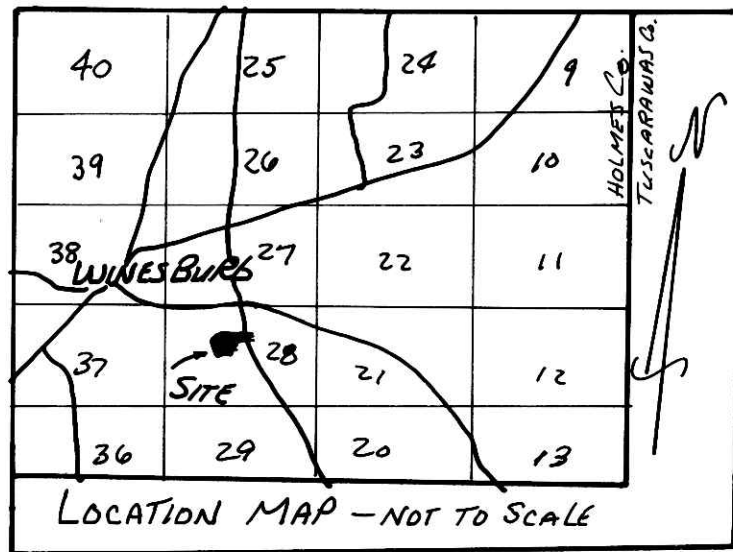 40 25 24 9
HOLMES CO.
TUSCARAWAS CO.
N
39 26 23 10
38 27 22 11
WINESBURG
37 28 21 12
SITE
36 29 20 13
S
LOCATION MAP - NOT TO SCALE